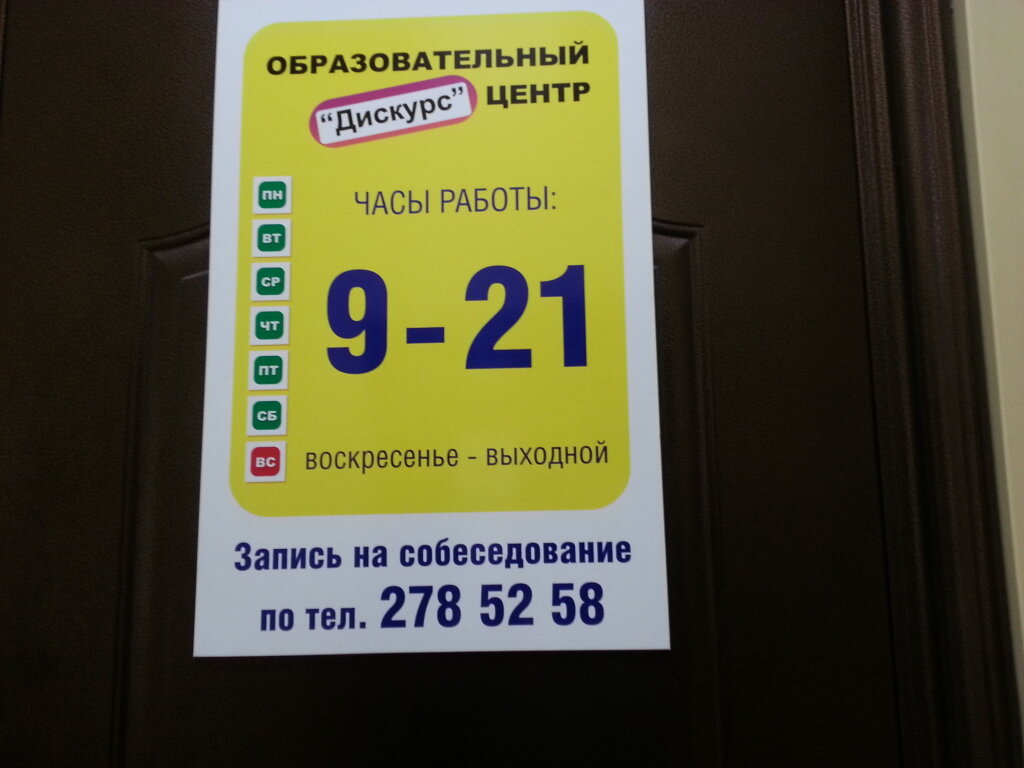 ОБРАЗОВАТЕЛЬНЫЙ
“Дискурс” ЦЕНТР
ЧАСЫ РАБОТЫ:
ПН
ВТ
СР
ЧТ
ПТ
СБ
9 - 21
ВС воскресенье - выходной
Запись на собеседование
по тел. 278 52 58